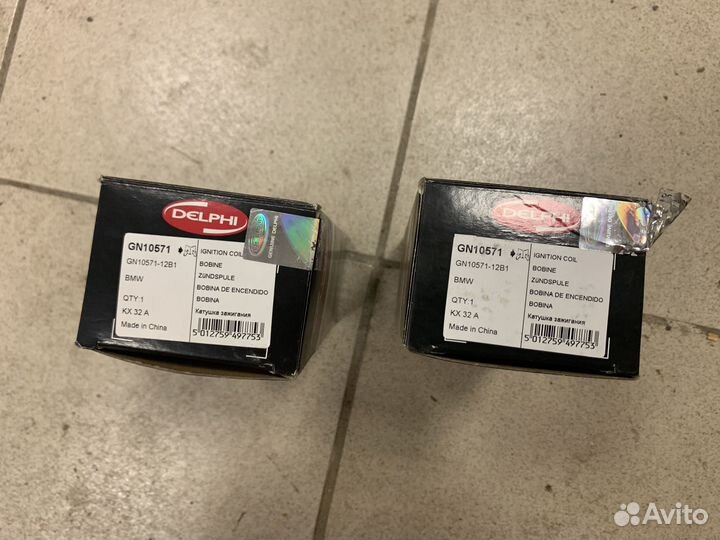 DELPHI
GENUINE DELPHI
GN10571
GN10571-12B1
BMW
QTY:1
KX 32 A
Made in China
IGNITION COIL
BOBINE
ZÜNDSPULE
BOBINA DE ENCENDIDO
BOBINA
Катушка зажигания
5 012759 497753
DELPHI
GN10571
GN10571-12B1
BMW
QTY:1
KX 32 A
Made in China
IGNITION COIL
BOBINE
ZÜNDSPULE
BOBINA DE ENCENDIDO
BOBINA
Катушка зажигания
5 012759 497753
Avito